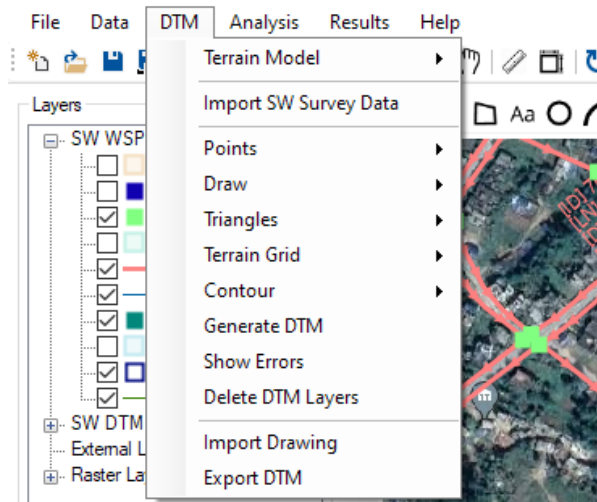 File Data DTM Analysis Results Help
Terrain Model
Import SW Survey Data
Layers
Aa
SW WSP
Points
Draw
Triangles
Terrain Grid
Contour
Generate DTM
Show Errors
Delete DTM Layers
SW DTM
Import Drawing
External L
Raster La
Export DTM